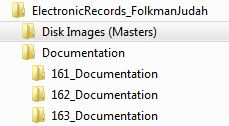 ElectronicRecords_FolkmanJudah
Disk Images (Masters)
Documentation
161_Documentation
162_Documentation
163_Documentation